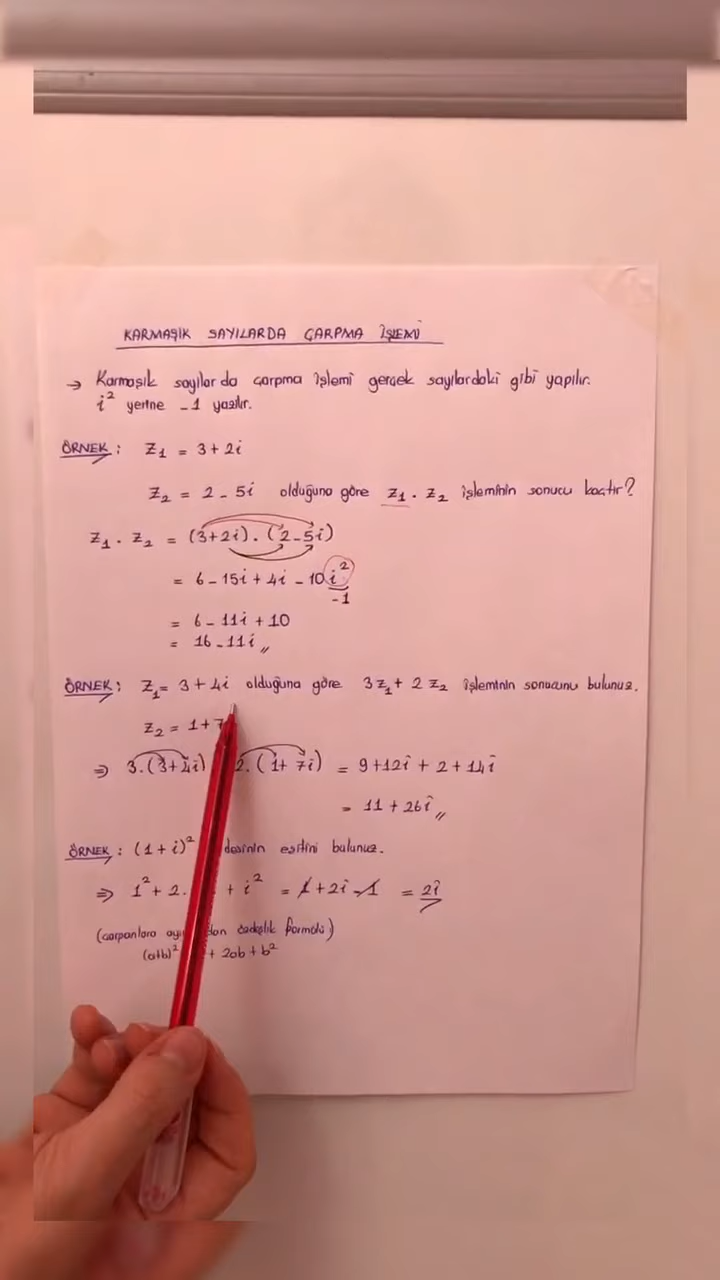 KARMAŞIK SAYILARDA ÇARPMA İŞLEMİ
→ Karmaşık sayılarda çarpma işlemi gerçek sayılardaki gibi yapılır.
i² yerine -1 yazılır.
ÖRNEK: Z₁ = 3+2i
Z₂ = 2-5i olduğuna göre Z₁ . Z₂ işleminin sonucu kaçtır?
Z₁ . Z₂ = (3+2i) . (2-5i)
= 6-15i+4i-10i²
-1
= 6-11i+10
= 16-11i //
ÖRNEK: Z₁ = 3+4i olduğuna göre 3Z₁ + 2Z₂ işleminin sonucunu bulunuz.
Z₂ = 1+7
⇒ 3.(3+4i) 2.(1+7i) = 9+12i+2+14i
= 11+26i //
ÖRNEK: (1+i)² desinin eşitini bulunuz.
⇒ 1²+2. + i² = 1+2i-1 = 2i
(çarpanlara özdeşlik formülü)
(a+b)² + 2ab + b²